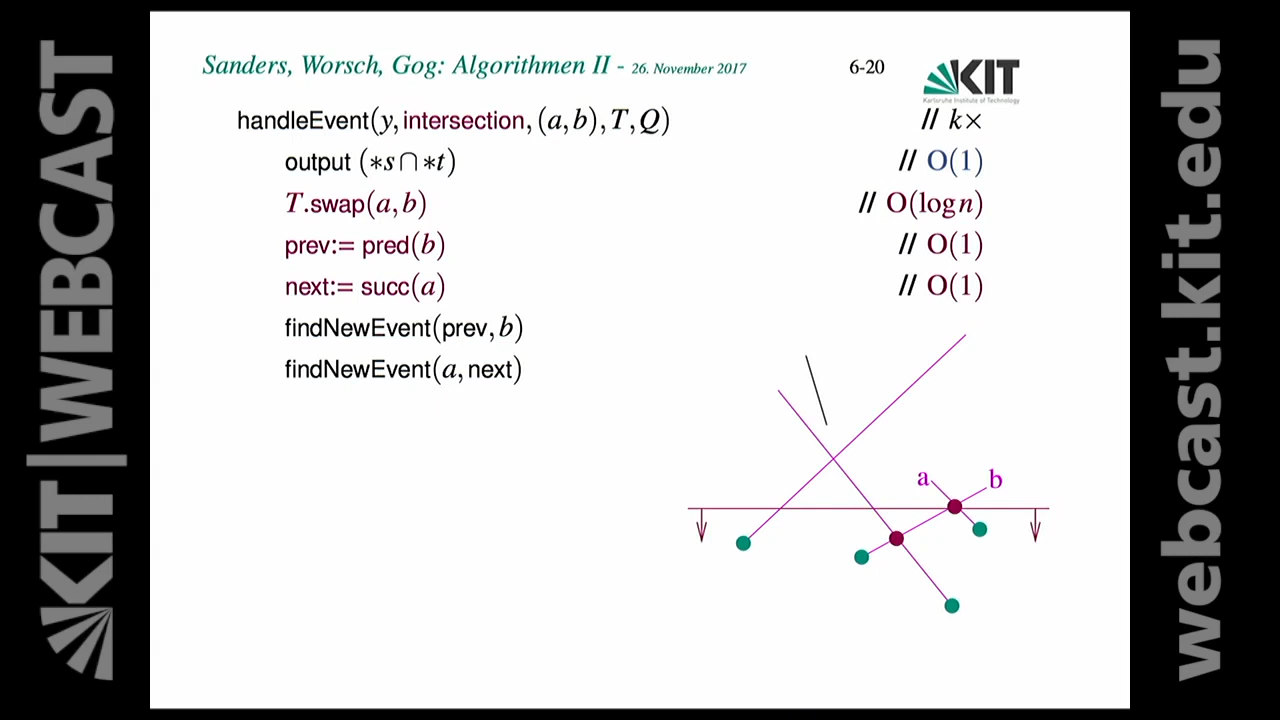 KIT|WEBCAST
Sanders, Worsch, Gog: Algorithmen II - 26. November 2017 6-20
KIT
Karlsruhe Institute of Technology
handleEvent(y, intersection, (a, b), T, Q) // k×
output (∗s∩∗t) // O(1)
T.swap(a, b) // O(log n)
prev:= pred(b) // O(1)
next:= succ(a) // O(1)
findNewEvent(prev, b)
findNewEvent(a, next)
a b
webcast.kit.edu